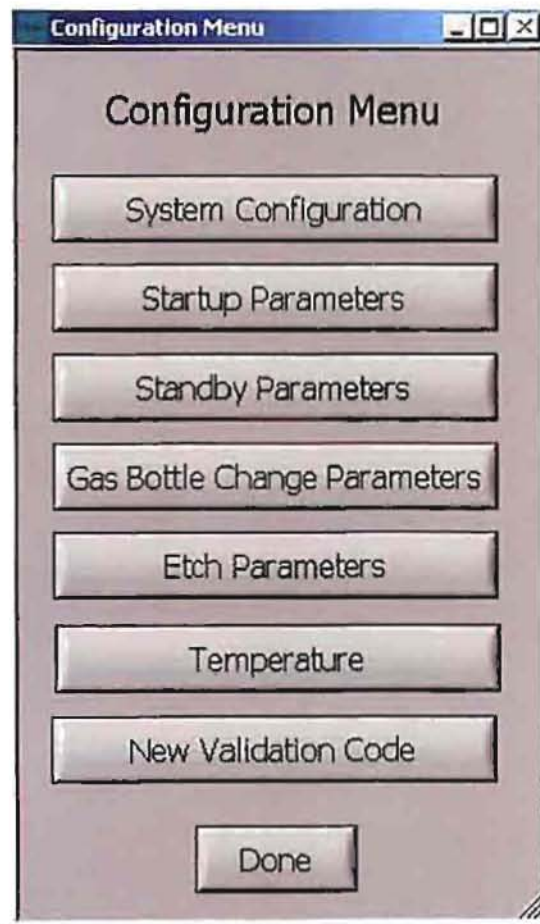 Configuration Menu
Configuration Menu
System Configuration
Startup Parameters
Standby Parameters
Gas Bottle Change Parameters
Etch Parameters
Temperature
New Validation Code
Done